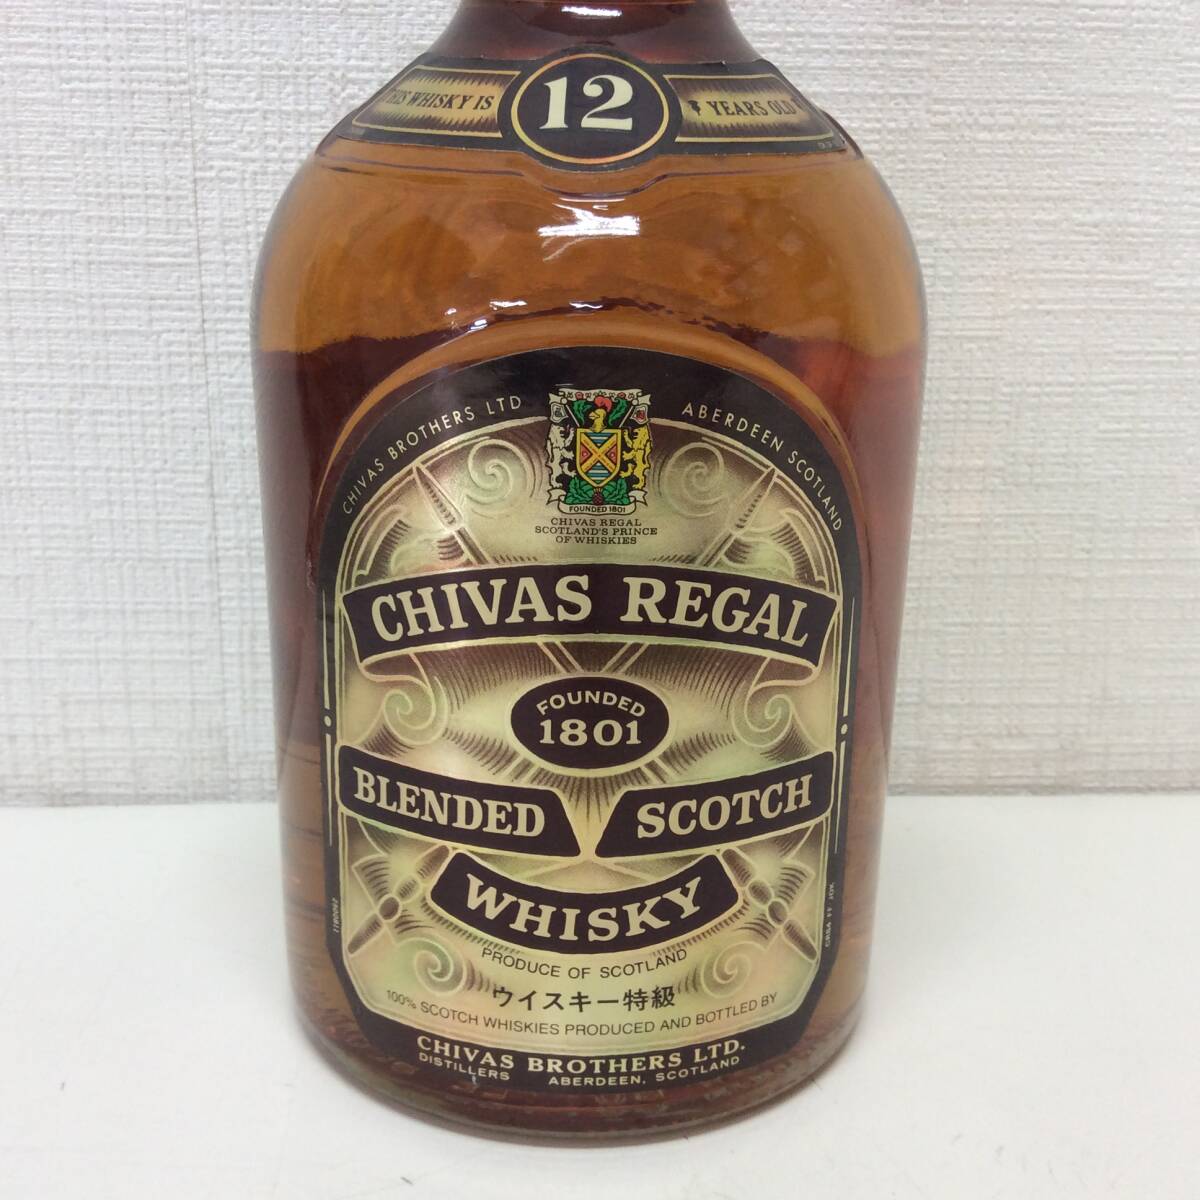 THIS WHISKY IS 12 YEARS OLD
CHIVAS BROTHERS LTD ABERDEEN SCOTLAND
FOUNDED 1801
CHIVAS REGAL
SCOTLAND'S PRINCE
OF WHISKIES
CHIVAS REGAL
FOUNDED
1801
BLENDED SCOTCH
WHISKY
PRODUCE OF SCOTLAND
ウイスキー特級
100% SCOTCH WHISKIES PRODUCED AND BOTTLED BY
CHIVAS BROTHERS LTD.
DISTILLERS ABERDEEN, SCOTLAND